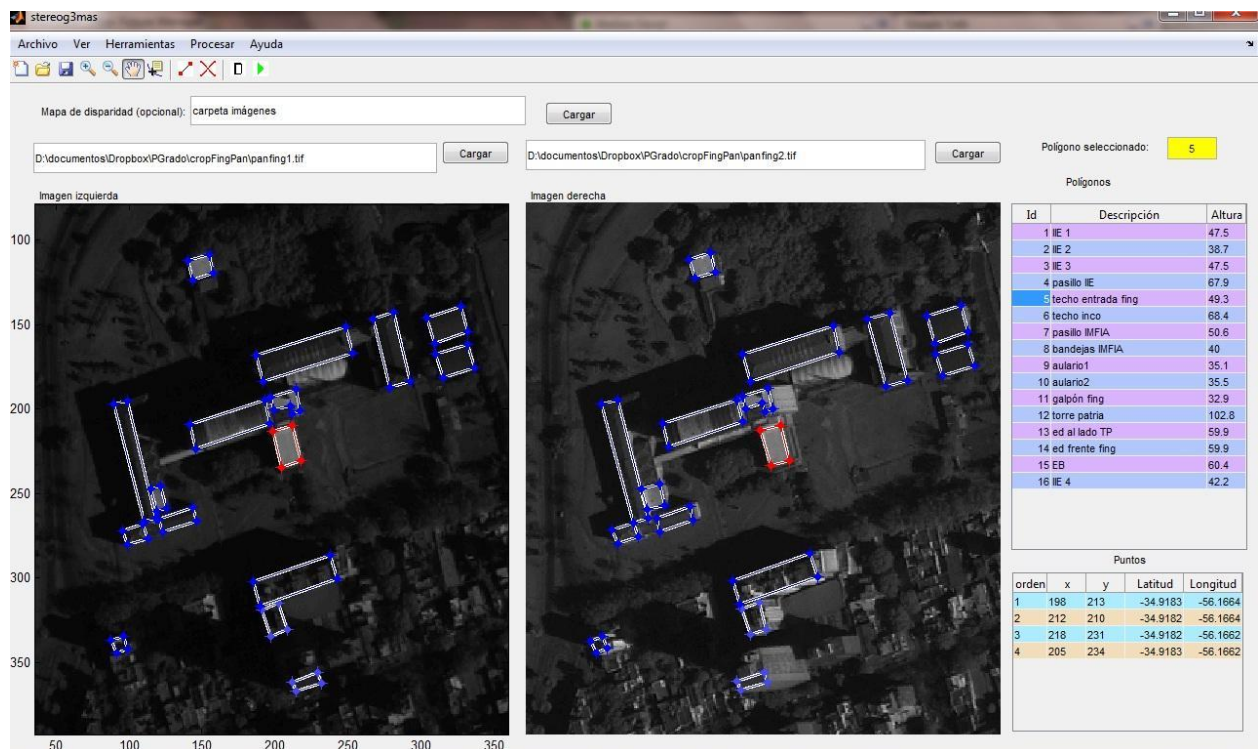 stereog3mas
Archivo Ver Herramientas Procesar Ayuda
D
Mapa de disparidad (opcional): carpeta imágenes Cargar
D:\documentos\Dropbox\PGrado\cropFingPan\panfing1.tif Cargar D:\documentos\Dropbox\PGrado\cropFingPan\panfing2.tif Cargar Polígono seleccionado: 5
Imagen izquierda Imagen derecha Polígonos
Id Descripción Altura
1 IIE 1 47.5
2 IIE 2 38.7
3 IIE 3 47.5
4 pasillo IIE 67.9
5 techo entrada fing 49.3
6 techo inco 68.4
7 pasillo IMFIA 50.6
8 bandejas IMFIA 40
9 aulario1 35.1
10 aulario2 35.5
11 galpón fing 32.9
12 torre patria 102.8
13 ed al lado TP 59.9
14 ed frente fing 59.9
15 EB 60.4
16 IIE 4 42.2
Puntos
orden x y Latitud Longitud
1 198 213 -34.9183 -56.1664
2 212 210 -34.9182 -56.1664
3 218 231 -34.9182 -56.1662
4 205 234 -34.9183 -56.1662
100
150
200
250
300
350
50 100 150 200 250 300 350